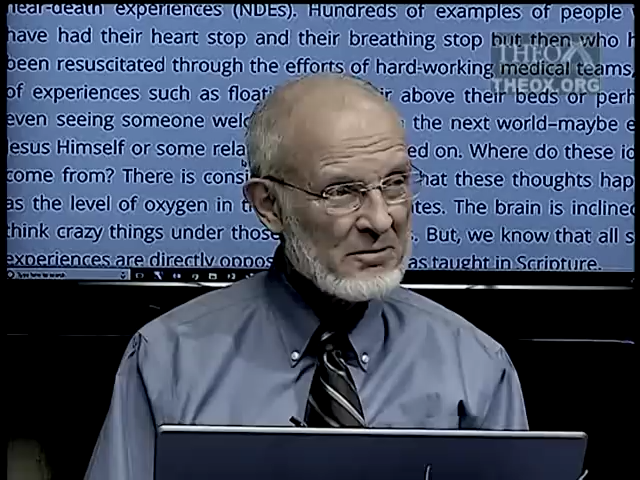 near-death experiences (NDEs). Hundreds of examples of people
have had their heart stop and their breathing stop but then who h
been resuscitated through the efforts of hard-working medical teams,
THEOX
THEOX.ORG
of experiences such as float ir above their beds or perh
even seeing someone welc the next world–maybe e
Jesus Himself or some rela ed on. Where do these id
come from? There is cons hat these thoughts hap
as the level of oxygen in t tes. The brain is inclined
think crazy things under thos But, we know that all s
experiences are directly oppos as taught in Scripture.